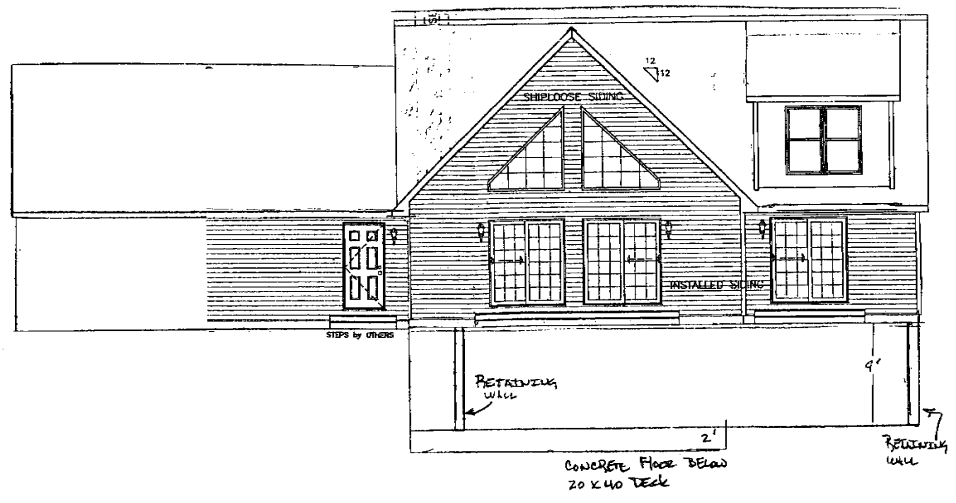 12
12
SHIPLOOSE SIDING
INSTALLED SIDING
STEPS by OTHERS
9'
RETAINING
WALL
2'
RETAINING
WALL
CONCRETE FLOOR BELOW
20 X 40 DECK